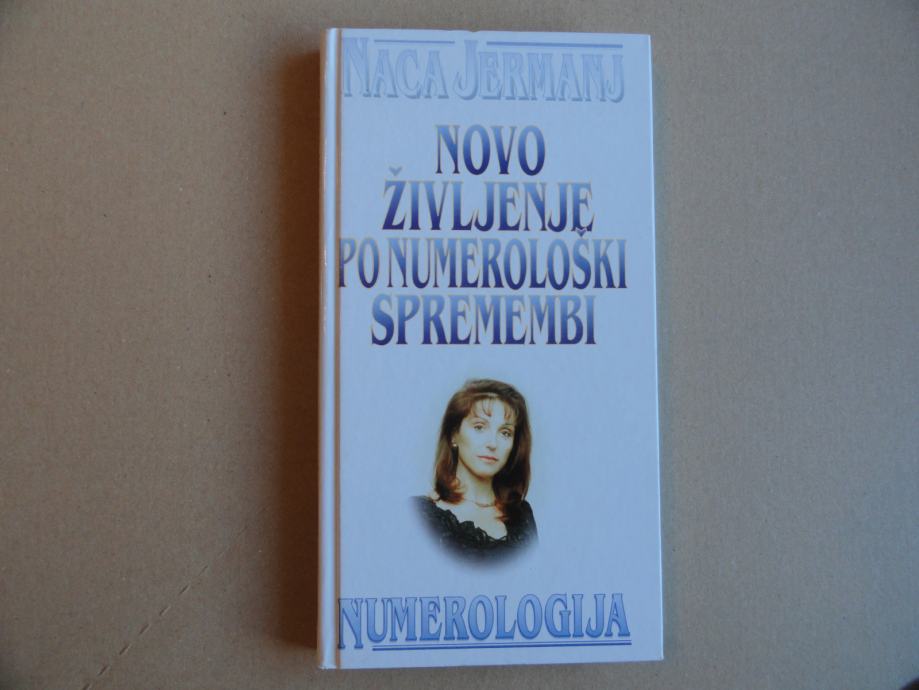 NACA JERMANJ
NOVO
ŽIVLJENJE
PO NUMEROLOŠKI
SPREMEMBI
NUMEROLOGIJA